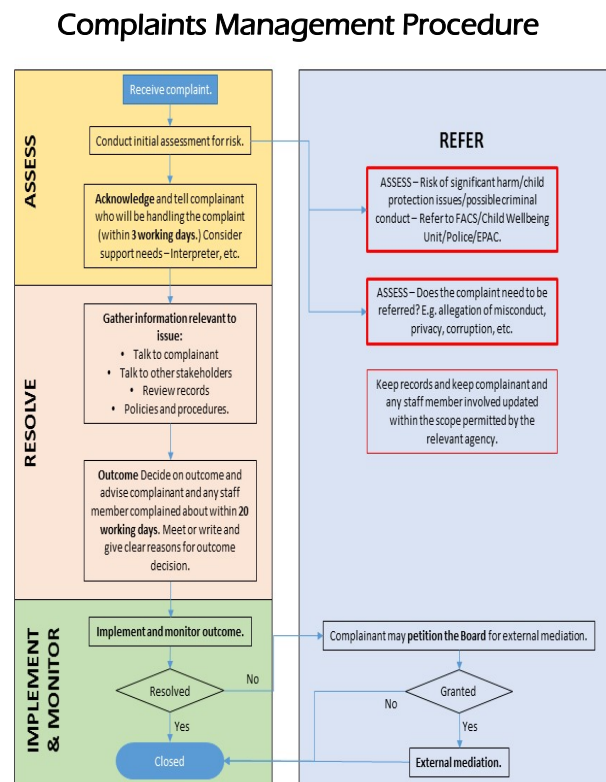 Complaints Management Procedure
ASSESS
Receive complaint.
Conduct initial assessment for risk.
Acknowledge and tell complainant
who will be handling the complaint
(within 3 working days.) Consider
support needs – Interpreter, etc.
RESOLVE
Gather information relevant to
issue:
• Talk to complainant
• Talk to other stakeholders
• Review records
• Policies and procedures.
Outcome Decide on outcome and
advise complainant and any staff
member complained about within 20
working days. Meet or write and
give clear reasons for outcome
decision.
IMPLEMENT
& MONITOR
Implement and monitor outcome.
Resolved
No
Yes
Closed
REFER
ASSESS – Risk of significant harm/child
protection issues/possible criminal
conduct – Refer to FACS/Child Wellbeing
Unit/Police/EPAC.
ASSESS – Does the complaint need to be
referred? E.g. allegation of misconduct,
privacy, corruption, etc.
Keep records and keep complainant and
any staff member involved updated
within the scope permitted by the
relevant agency.
Complainant may petition the Board for external mediation.
Granted
No
Yes
External mediation.